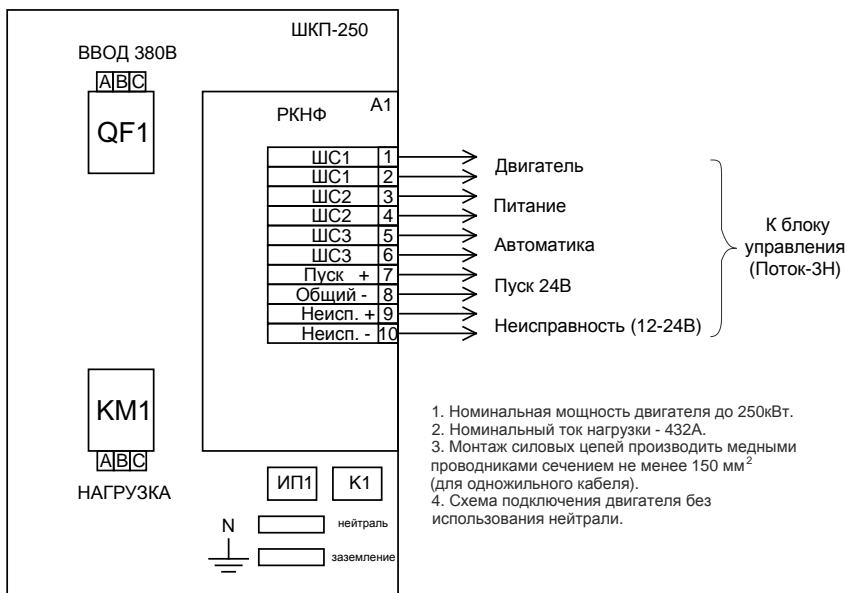 ШКП-250
ВВОД 380В
A B C
QF1
РКНФ
A1
ШС1 1
ШС1 2
ШС2 3
ШС2 4
ШС3 5
ШС3 6
Пуск + 7
Общий - 8
Неисп. + 9
Неисп. - 10
Двигатель
Питание
Автоматика
Пуск 24В
Неисправность (12-24В)
К блоку
управления
(Поток-3Н)
KM1
A B C
НАГРУЗКА
ИП1
К1
N
нейтраль
заземление
1. Номинальная мощность двигателя до 250кВт.
2. Номинальный ток нагрузки - 432А.
3. Монтаж силовых цепей производить медными
проводниками сечением не менее 150 мм²
(для одножильного кабеля).
4. Схема подключения двигателя без
использования нейтрали.